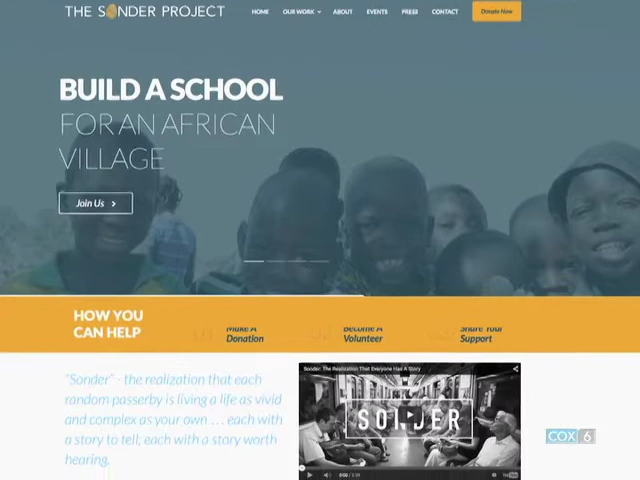 THE SONDER PROJECT
HOME OUR WORK ABOUT EVENTS PRESS CONTACT Donate Now
BUILD A SCHOOL
FOR AN AFRICAN
VILLAGE
Join Us
HOW YOU
CAN HELP
Make A
Donation
Become A
Volunteer
Share Your
Support
"Sonder" - the realization that each
random passerby is living a life as vivid
and complex as your own . . . each with
a story to tell; each with a story worth
hearing.
Sonder: The Realization That Everyone Has A Story
SONDER
YouTube
COX 6